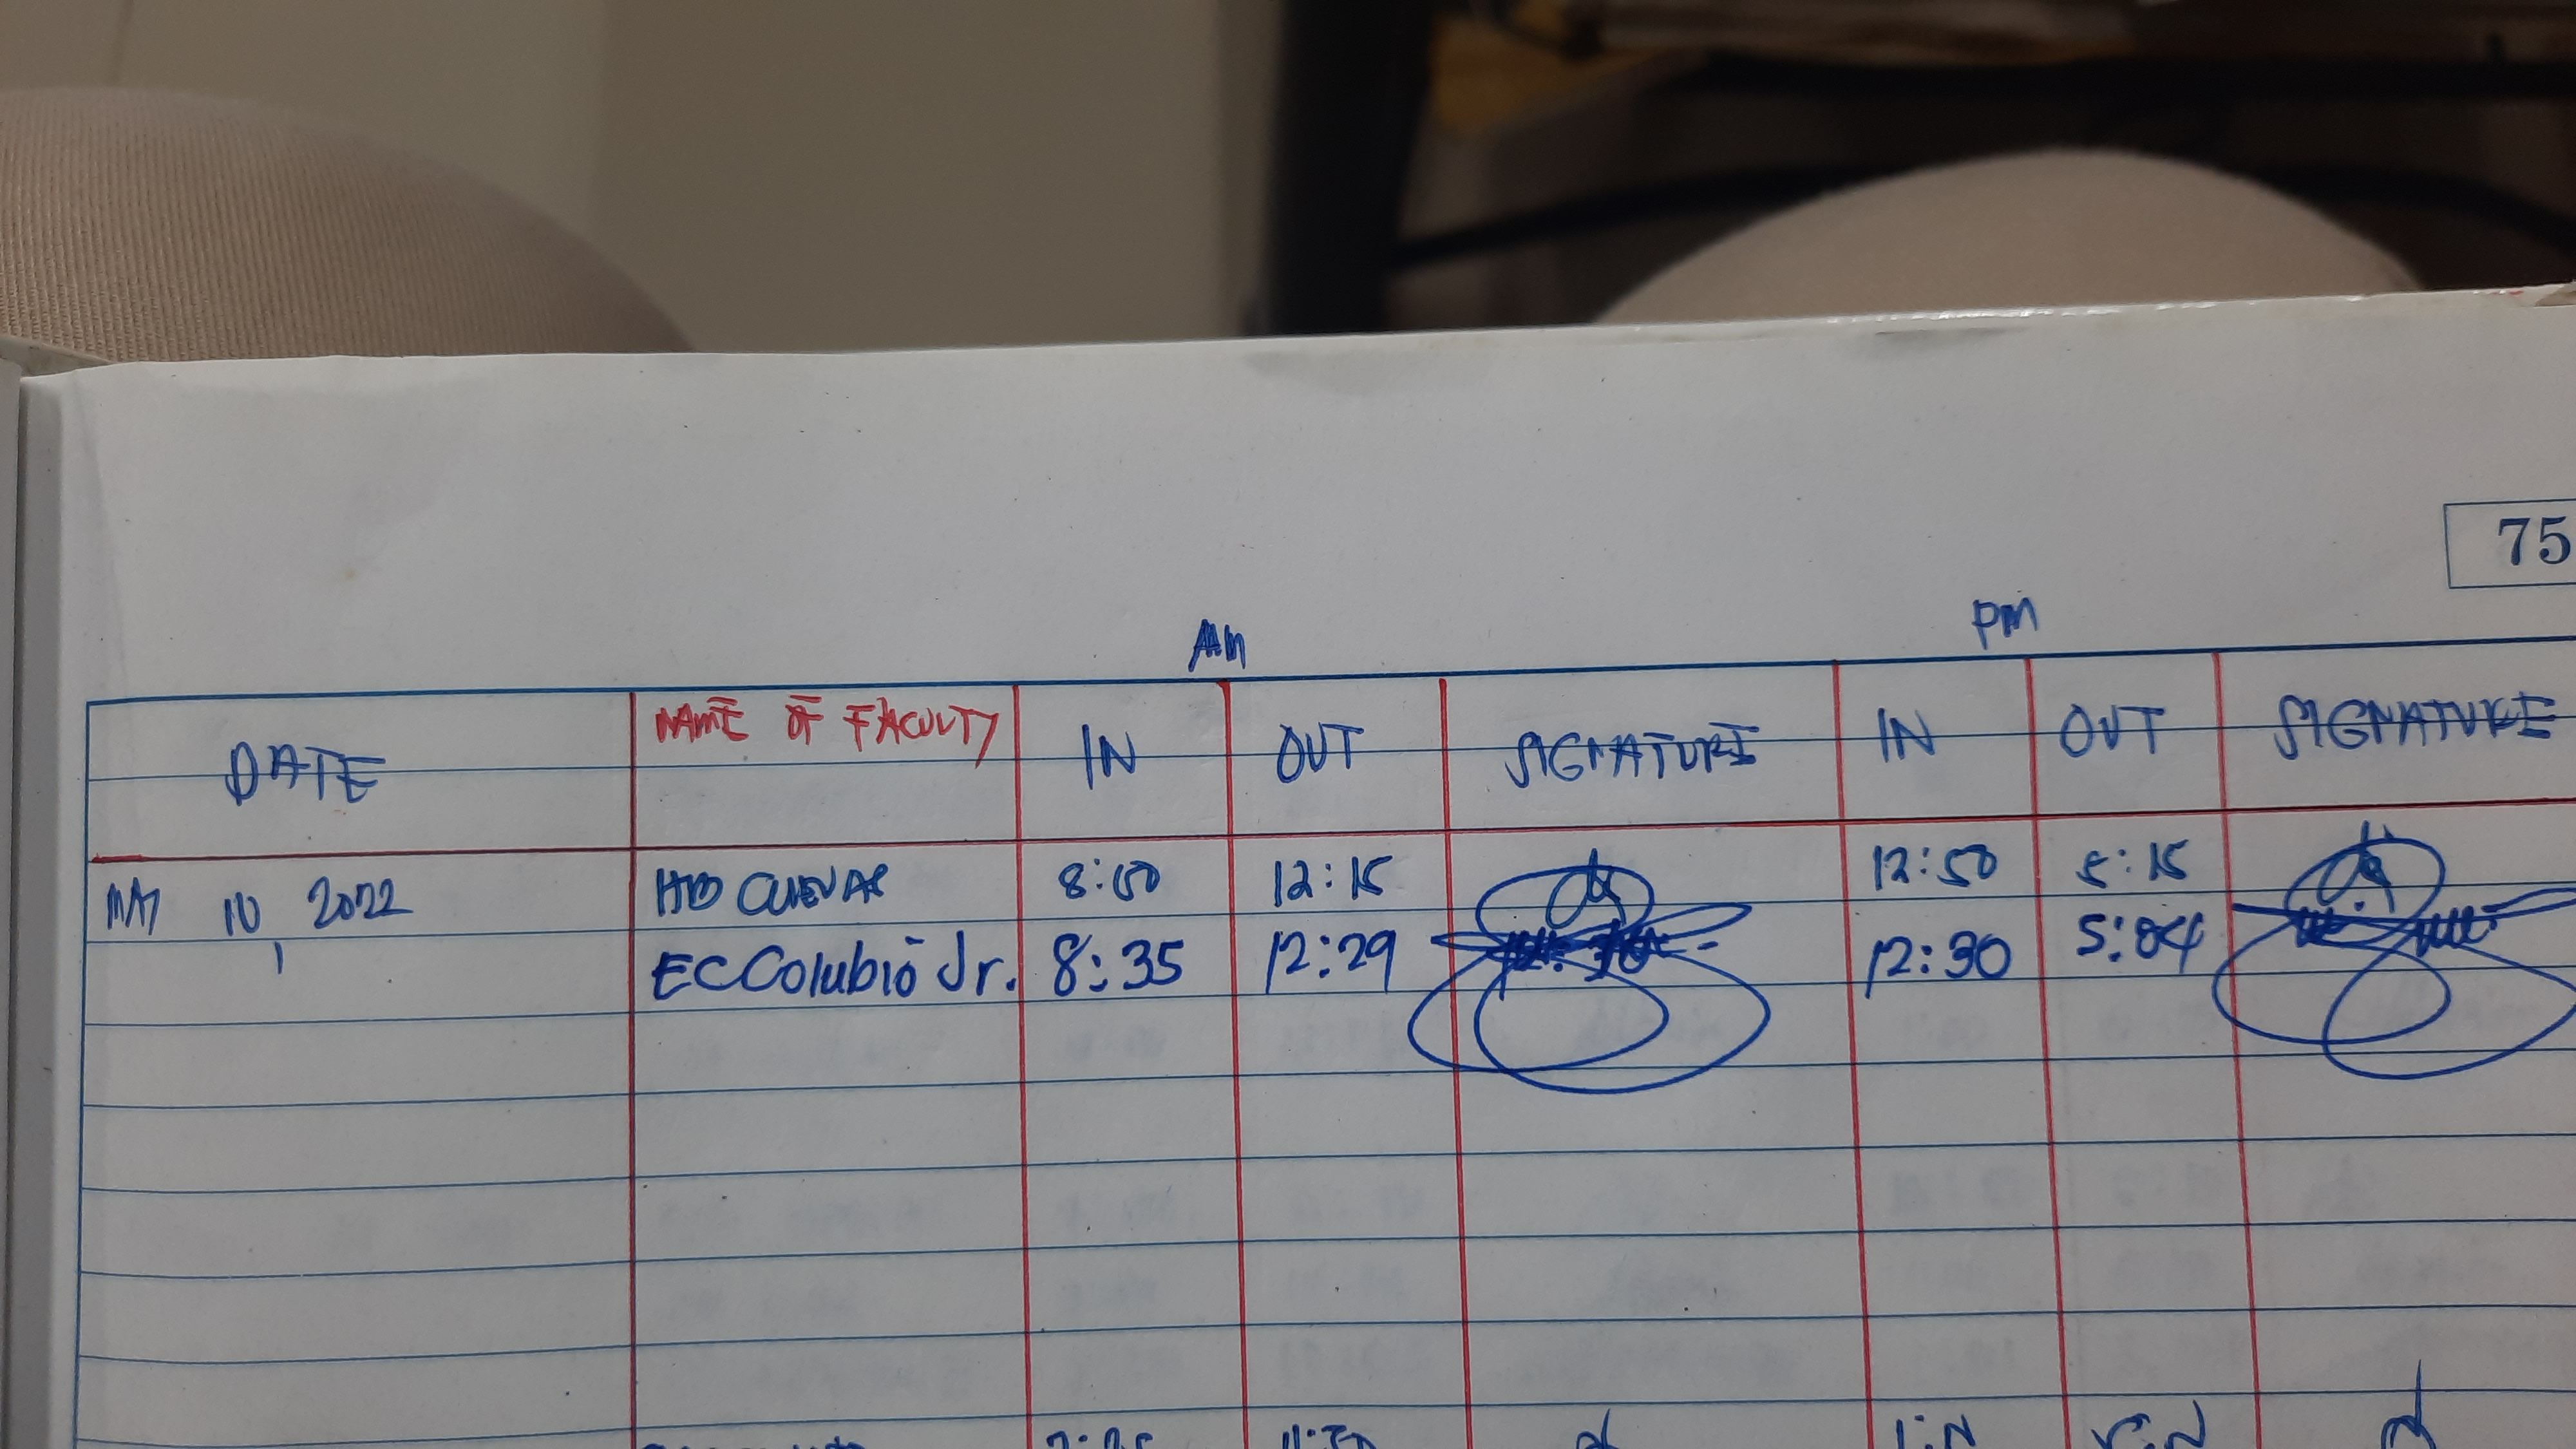 75
AM PM
DATE NAME OF FACULTY IN OUT SIGNATURE IN OUT SIGNATURE
MAY 10, 2022 HD CUEVAS 8:50 12:15 12:50 5:15
EC Colubio Jr. 8:35 12:29 12:30 5:04